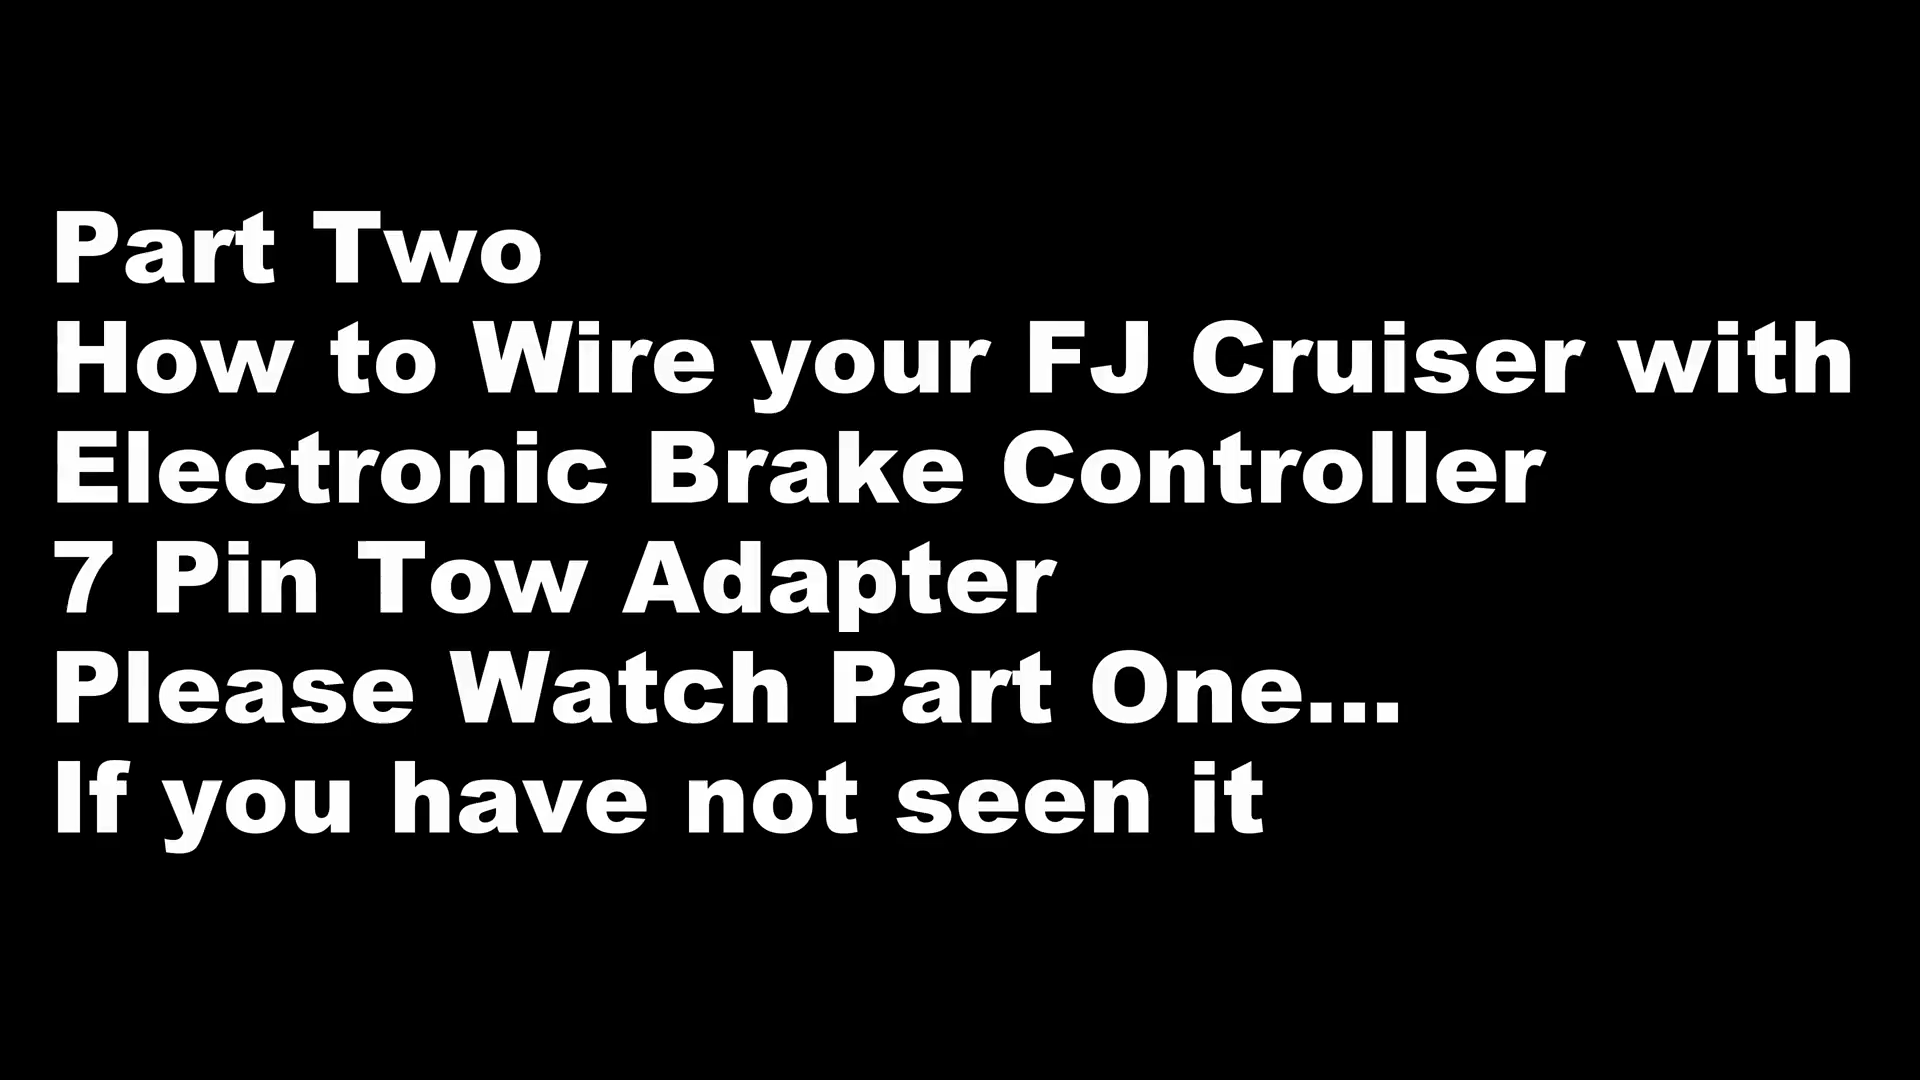 Part Two
How to Wire your FJ Cruiser with
Electronic Brake Controller
7 Pin Tow Adapter
Please Watch Part One...
If you have not seen it